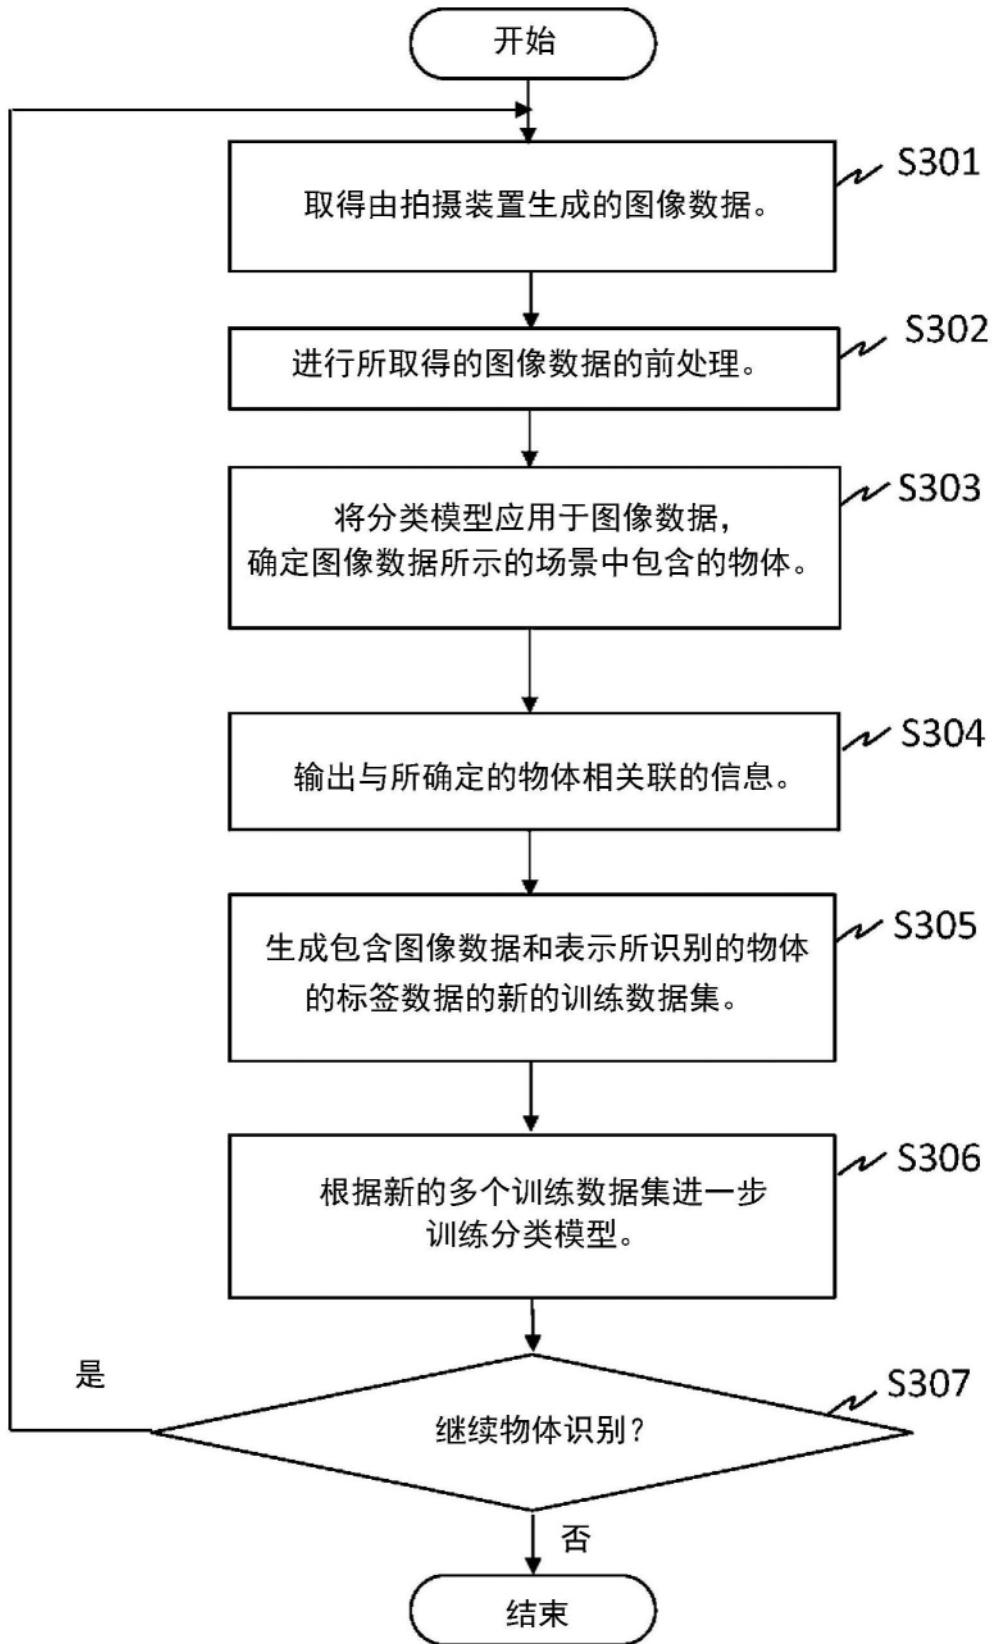 开始
S301
取得由拍摄装置生成的图像数据。
S302
进行所取得的图像数据的前处理。
S303
将分类模型应用于图像数据，
确定图像数据所示的场景中包含的物体。
S304
输出与所确定的物体相关联的信息。
S305
生成包含图像数据和表示所识别的物体
的标签数据的新的训练数据集。
S306
根据新的多个训练数据集进一步
训练分类模型。
是
S307
继续物体识别？
否
结束